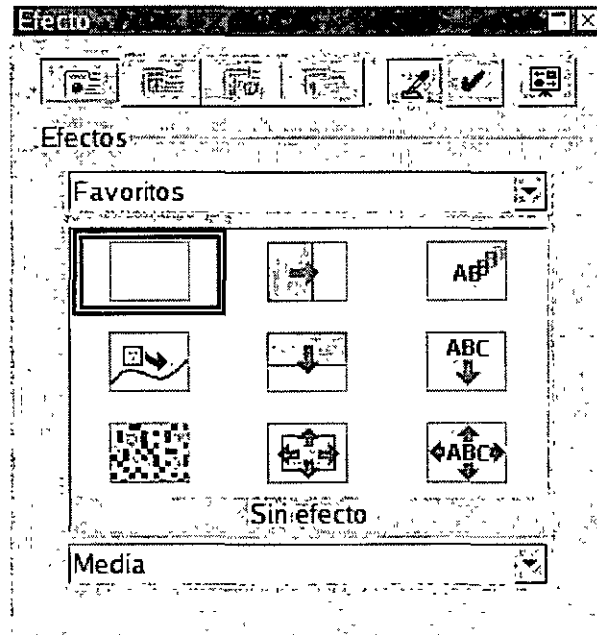 Efecto
Efectos
Favoritos
AB
ABC
ABC
Sin efecto
Media